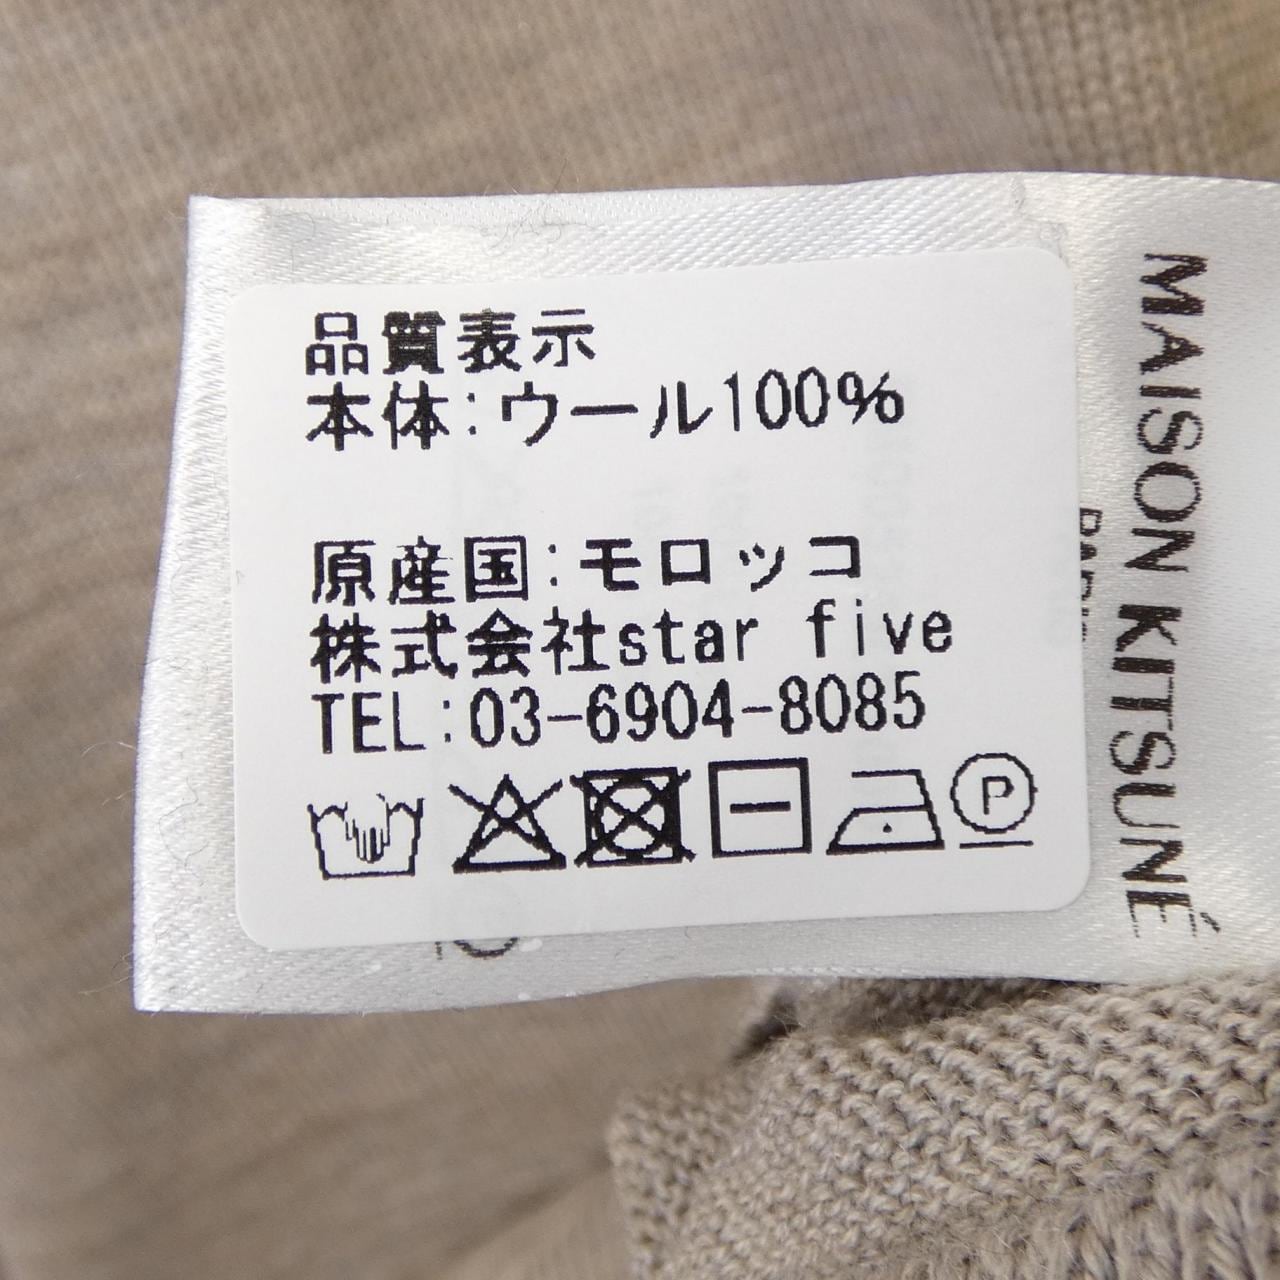 品質表示
本体:ウール100%
原産国:モロッコ
株式会社star five
TEL:03-6904-8085
P
MAISON KITSUNÉ